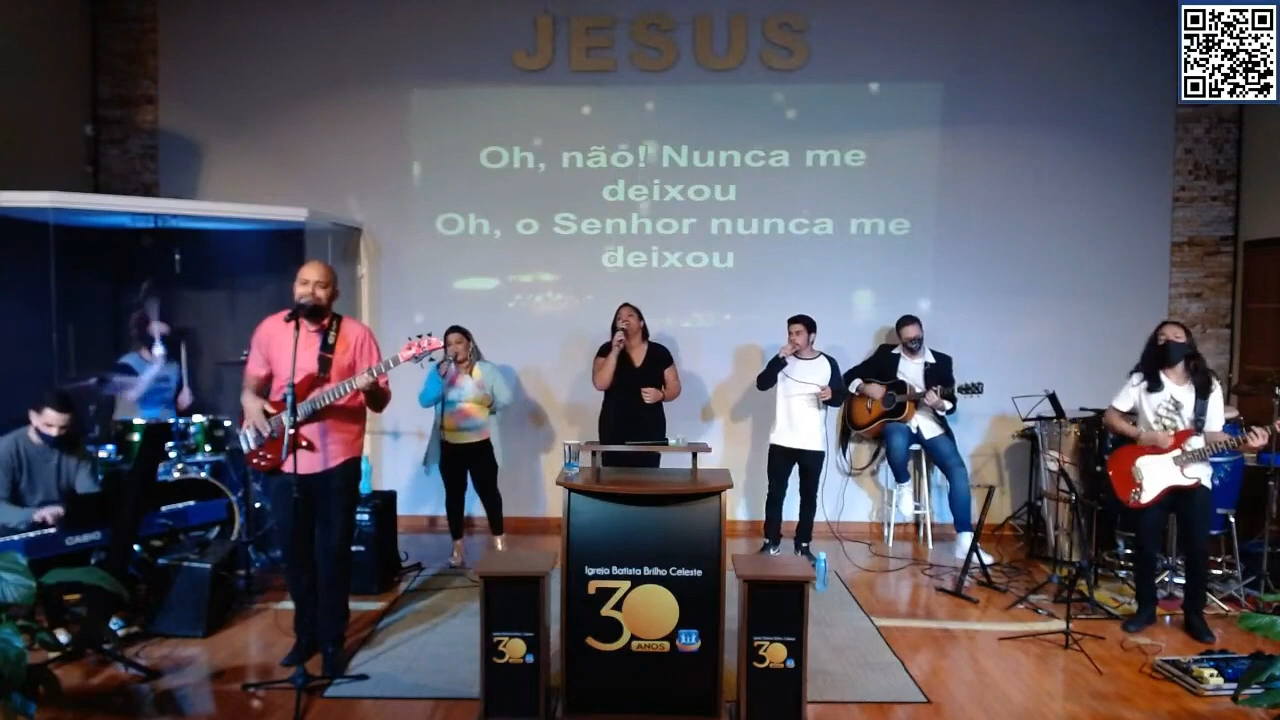 JESUS
Oh, não! Nunca me
deixou
Oh, o Senhor nunca me
deixou
CASIO
Igreja Batista Brilho Celeste
30
ANOS
30
30